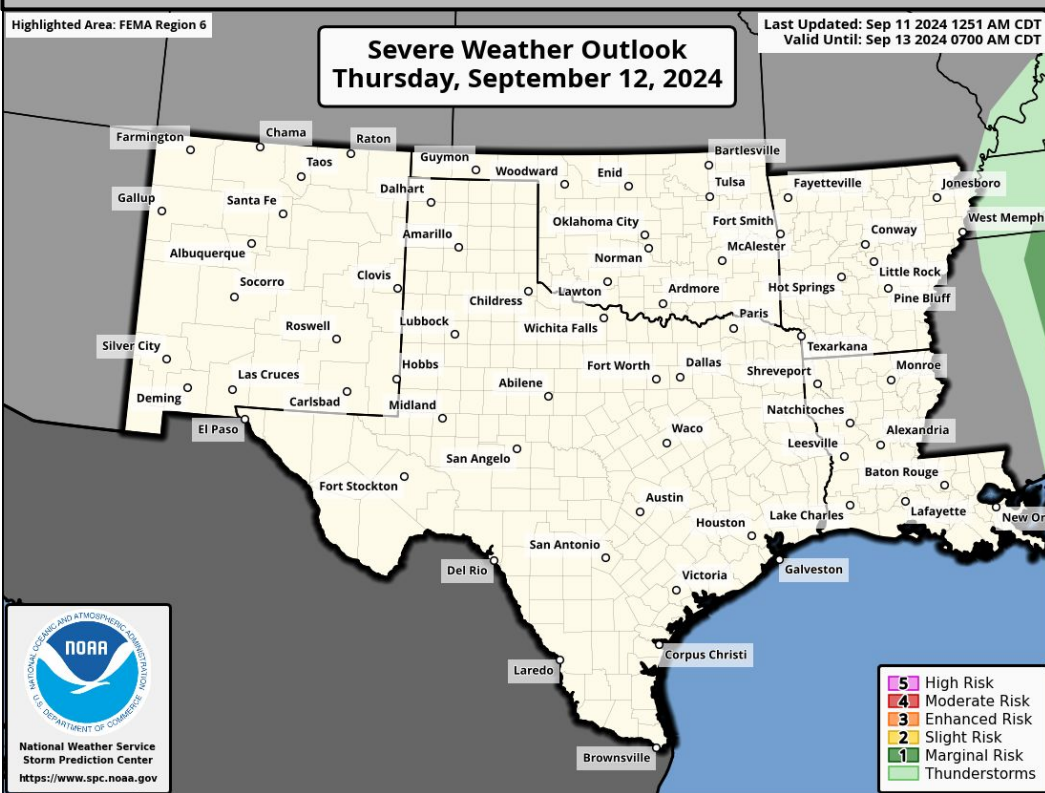 Highlighted Area: FEMA Region 6
Last Updated: Sep 11 2024 1251 AM CDT
Valid Until: Sep 13 2024 0700 AM CDT
Severe Weather Outlook
Thursday, September 12, 2024
Farmington
Chama
Raton
Taos
Guymon
Woodward
Enid
Bartlesville
Tulsa
Fayetteville
Jonesboro
Gallup
Santa Fe
Dalhart
Oklahoma City
Fort Smith
West Memph
Albuquerque
Amarillo
Norman
McAlester
Conway
Socorro
Clovis
Childress
Lawton
Ardmore
Hot Springs
Little Rock
Pine Bluff
Roswell
Lubbock
Wichita Falls
Paris
Texarkana
Silver City
Las Cruces
Hobbs
Abilene
Fort Worth
Dallas
Shreveport
Monroe
Deming
Carlsbad
Midland
Natchitoches
El Paso
Waco
Alexandria
San Angelo
Leesville
Fort Stockton
Baton Rouge
Austin
Houston
Lake Charles
Lafayette
New Or
Del Rio
San Antonio
Galveston
Victoria
Laredo
Corpus Christi
Brownsville
NATIONAL OCEANIC AND ATMOSPHERIC ADMINISTRATION
NOAA
U.S. DEPARTMENT OF COMMERCE
National Weather Service
Storm Prediction Center
https://www.spc.noaa.gov
5 High Risk
4 Moderate Risk
3 Enhanced Risk
2 Slight Risk
1 Marginal Risk
Thunderstorms